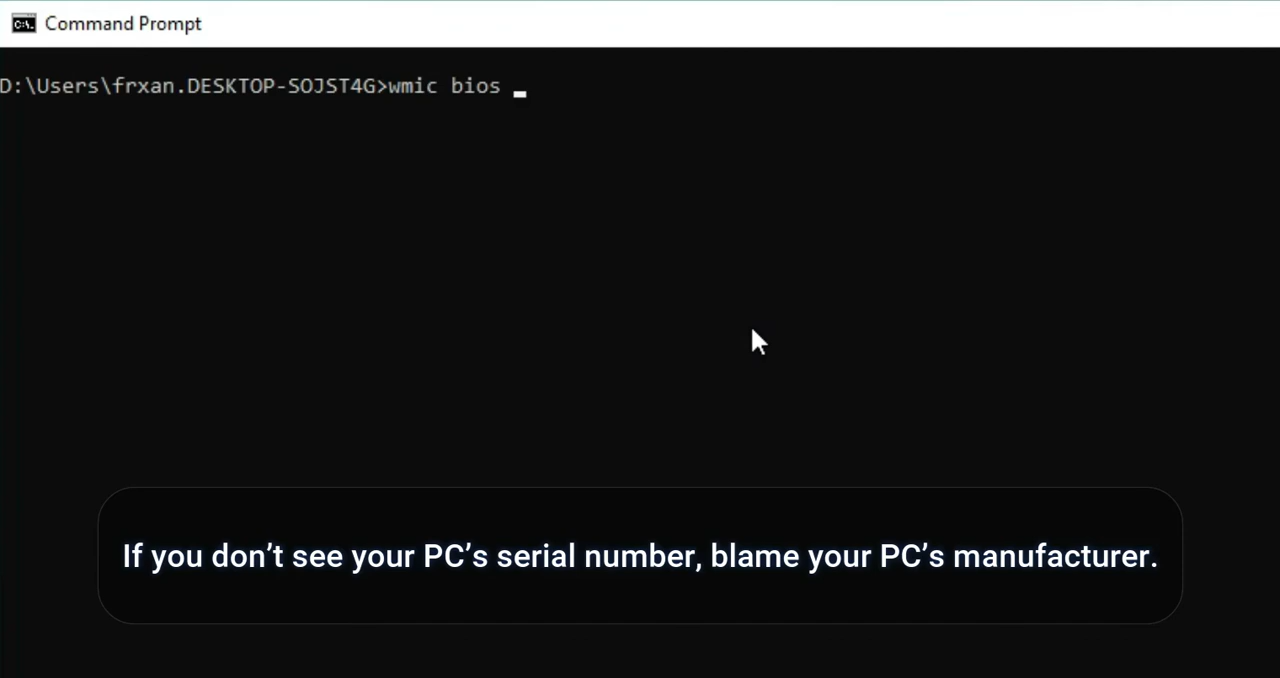 Command Prompt
D:\Users\frxan.DESKTOP-SOJST4G>wmic bios _
If you don’t see your PC’s serial number, blame your PC’s manufacturer.